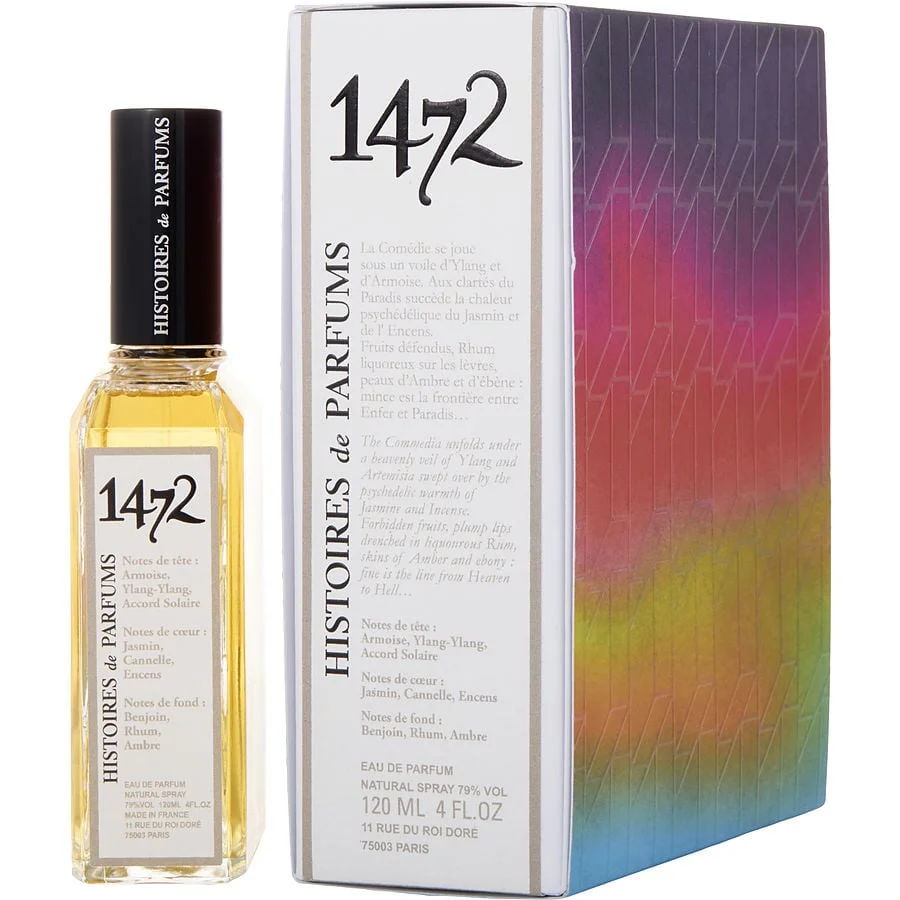 HISTOIRES de PARFUMS
1472
HISTOIRES de PARFUMS
Notes de tête :
Armoise,
Ylang-Ylang,
Accord Solaire
Notes de cœur :
Jasmin,
Cannelle,
Encens
Notes de fond :
Benjoin,
Rhum,
Ambre
EAU DE PARFUM
NATURAL SPRAY
79%VOL 120ML 4FL.OZ
MADE IN FRANCE
11 RUE DU ROI DORÉ
75003 PARIS
1472
HISTOIRES de PARFUMS
La Comédie se joue
sous un voile d'Ylang et
d'Armoise. Aux clartés du
Paradis succède la chaleur
psychédélique du Jasmin et
de l' Encens.
Fruits défendus, Rhum
liquoreux sur les lèvres,
peaux d'Ambre et d'ébène :
mince est la frontière entre
Enfer et Paradis...
The Commedia unfolds under
a heavenly veil of Ylang and
Artemisia swept over by the
psychedelic warmth of
Jasmine and Incense.
Forbidden fruits, plump lips
drenched in liquorous Rum,
skins of Amber and ebony :
fine is the line from Heaven
to Hell...
Notes de tête :
Armoise, Ylang-Ylang,
Accord Solaire
Notes de cœur :
Jasmin, Cannelle, Encens
Notes de fond :
Benjoin, Rhum, Ambre
EAU DE PARFUM
NATURAL SPRAY 79% VOL
120 ML 4 FL.OZ
11 RUE DU ROI DORÉ
75003 PARIS